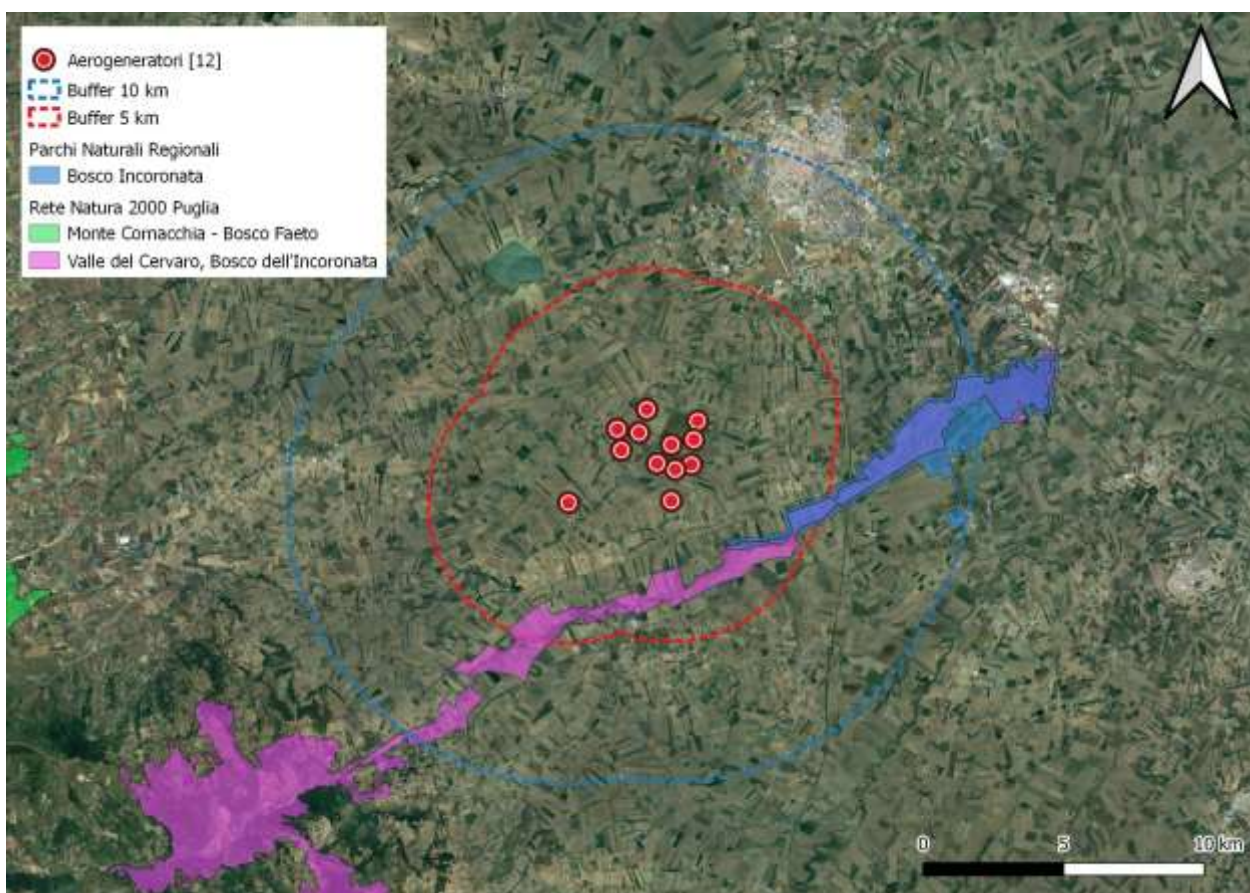 Aerogeneratori [12]
Buffer 10 km
Buffer 5 km
Parchi Naturali Regionali
Bosco Incoronata
Rete Natura 2000 Puglia
Monte Cornacchia - Bosco Faeto
Valle del Cervaro, Bosco dell'Incoronata
0 5 10 km